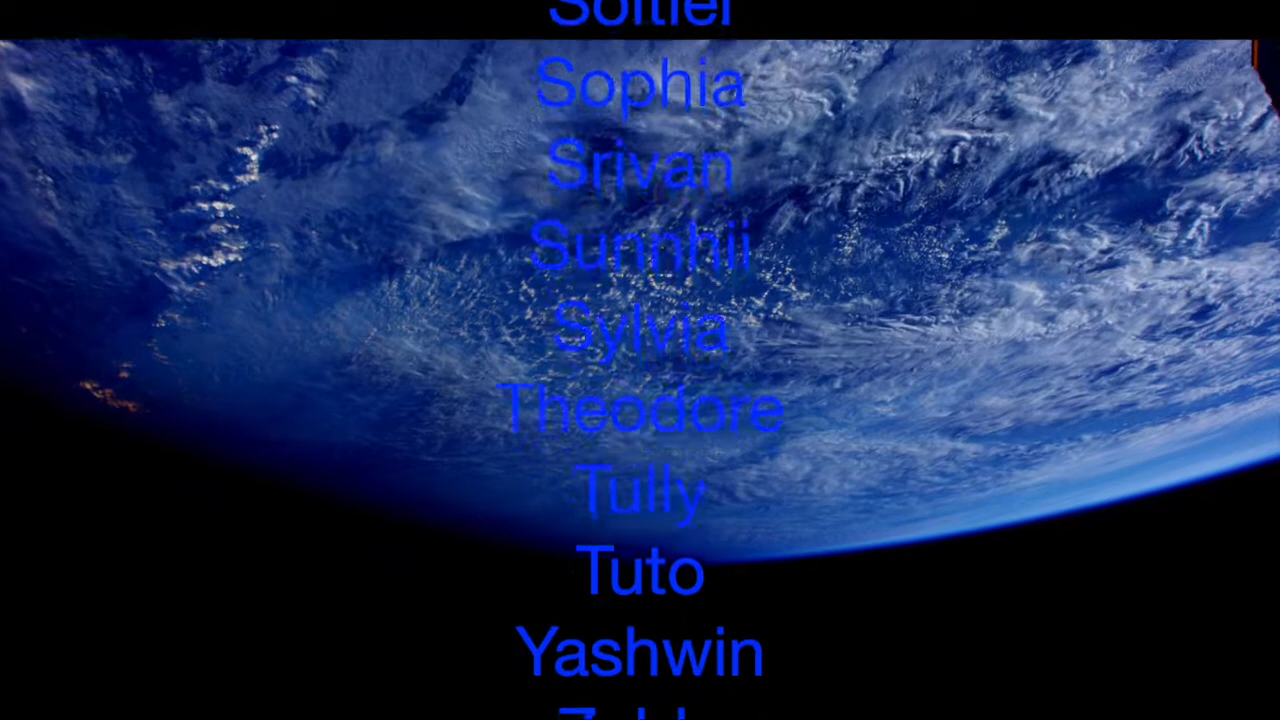 Sophia
Srivan
Sunnhii
Sylvia
Theodore
Tully
Tuto
Yashwin